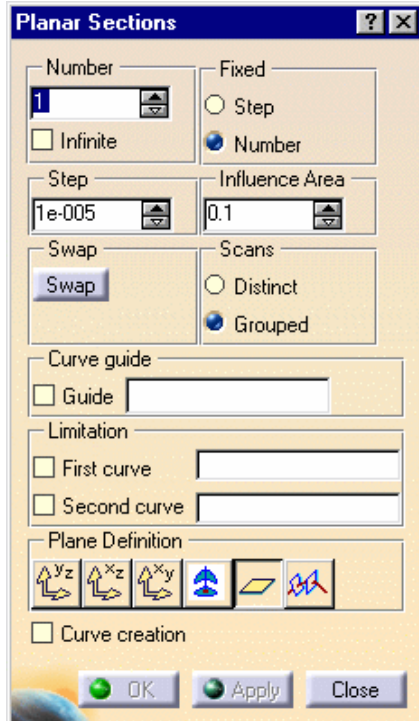 Planar Sections
Number
Fixed
1
Step
Infinite
Number
Step
Influence Area
1e-005
0.1
Swap
Scans
Swap
Distinct
Grouped
Curve guide
Guide
Limitation
First curve
Second curve
Plane Definition
yz
xz
xy
Curve creation
OK
Apply
Close